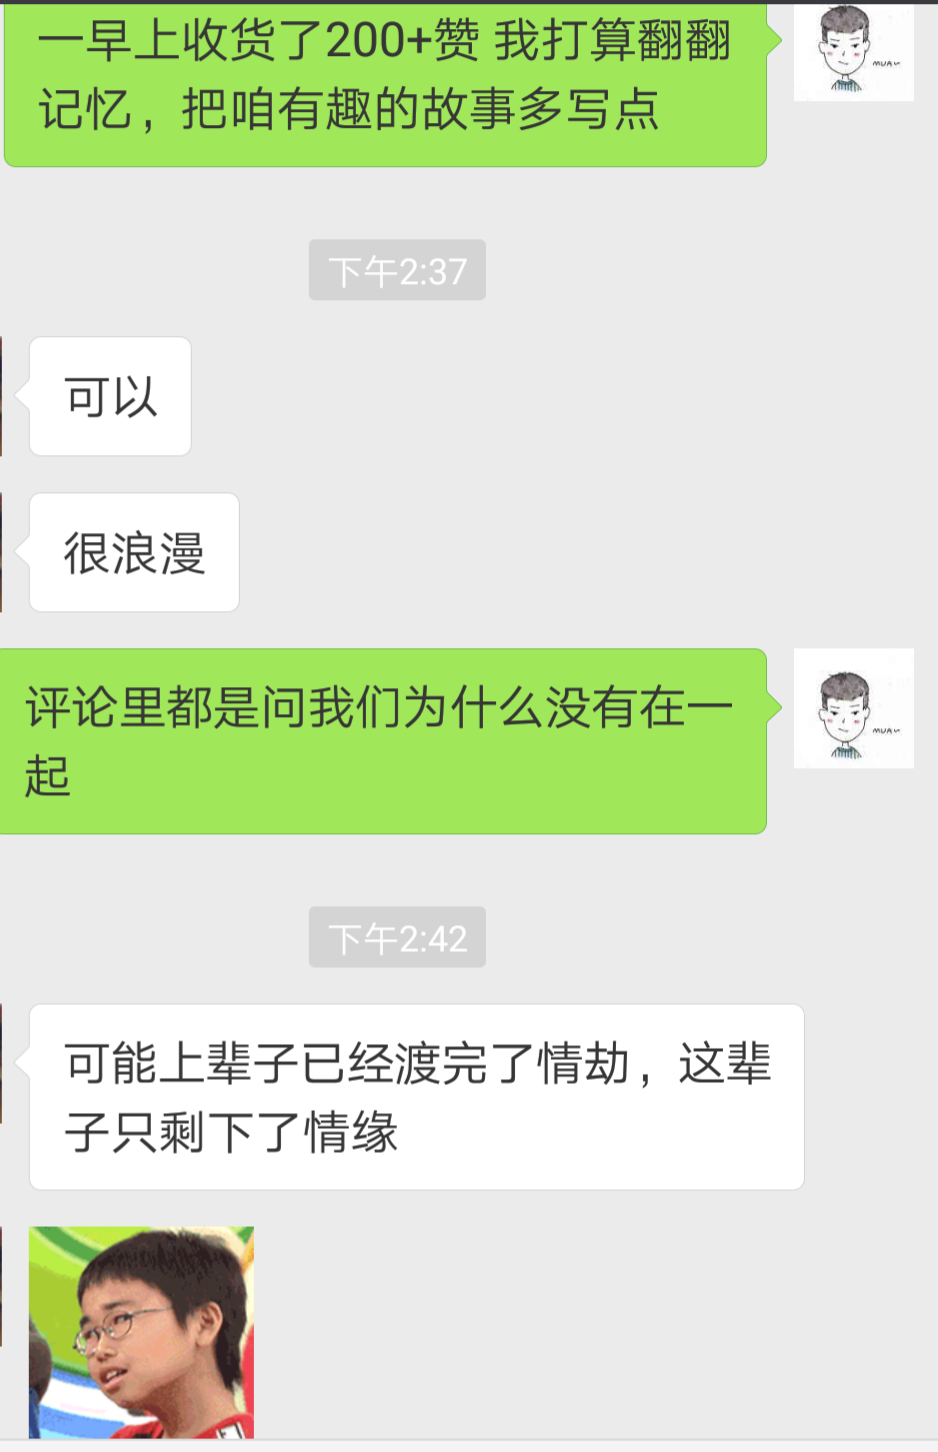 一早上收货了200+赞 我打算翻翻
记忆，把咱有趣的故事多写点
MUA~
下午2:37
可以
很浪漫
评论里都是问我们为什么没有在一
起
MUA~
下午2:42
可能上辈子已经渡完了情劫，这辈
子只剩下了情缘